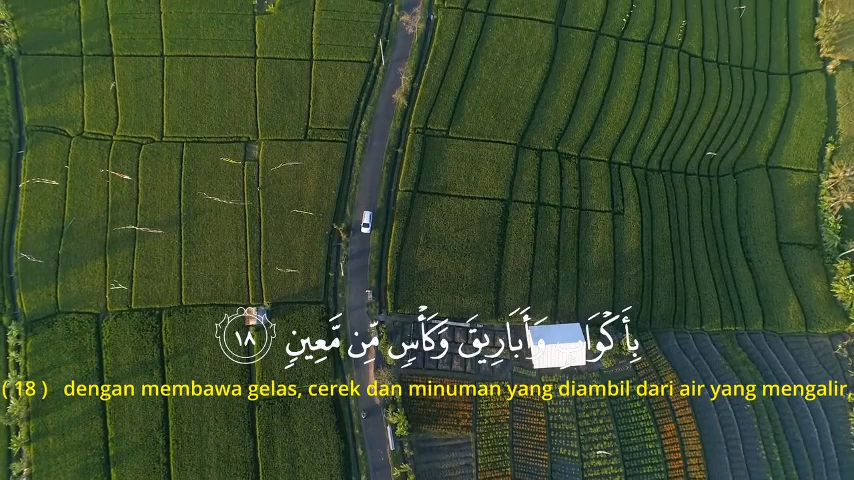 بِأَكْوَابٍ وَأَبَارِيقَ وَكَأْسٍ مِّن مَّعِينٍ ١٨
( 18 ) dengan membawa gelas, cerek dan minuman yang diambil dari air yang mengalir,